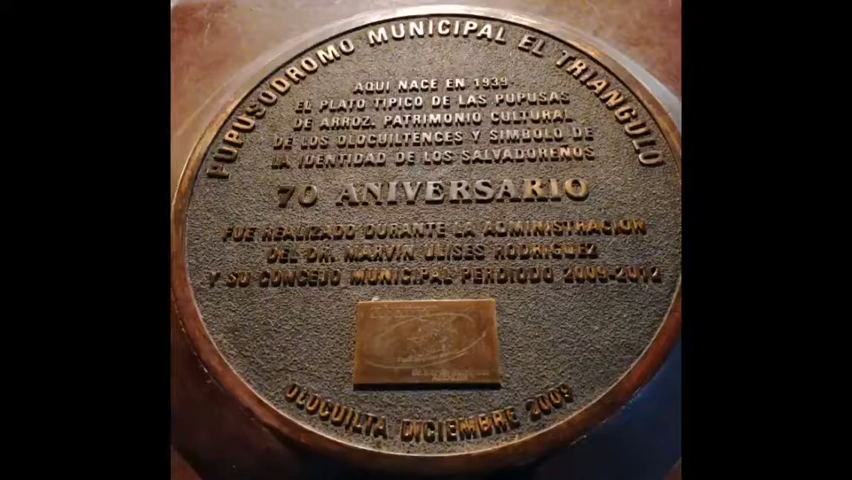 PUPUSODROMO MUNICIPAL EL TRIANGULO
AQUI NACE EN 1939
EL PLATO TIPICO DE LAS PUPUSAS
DE ARROZ. PATRIMONIO CULTURAL
DE LOS OLOCUILTENCES Y SIMBOLO DE
LA IDENTIDAD DE LOS SALVADOREÑOS
70 ANIVERSARIO
FUE REALIZADO DURANTE LA ADMINISTRACION
DEL DR. MARVIN ULISES RODRIGUEZ
Y SU CONCEJO MUNICIPAL PERDIODO 2009-2012
OLOCUILTA DICIEMBRE 2009